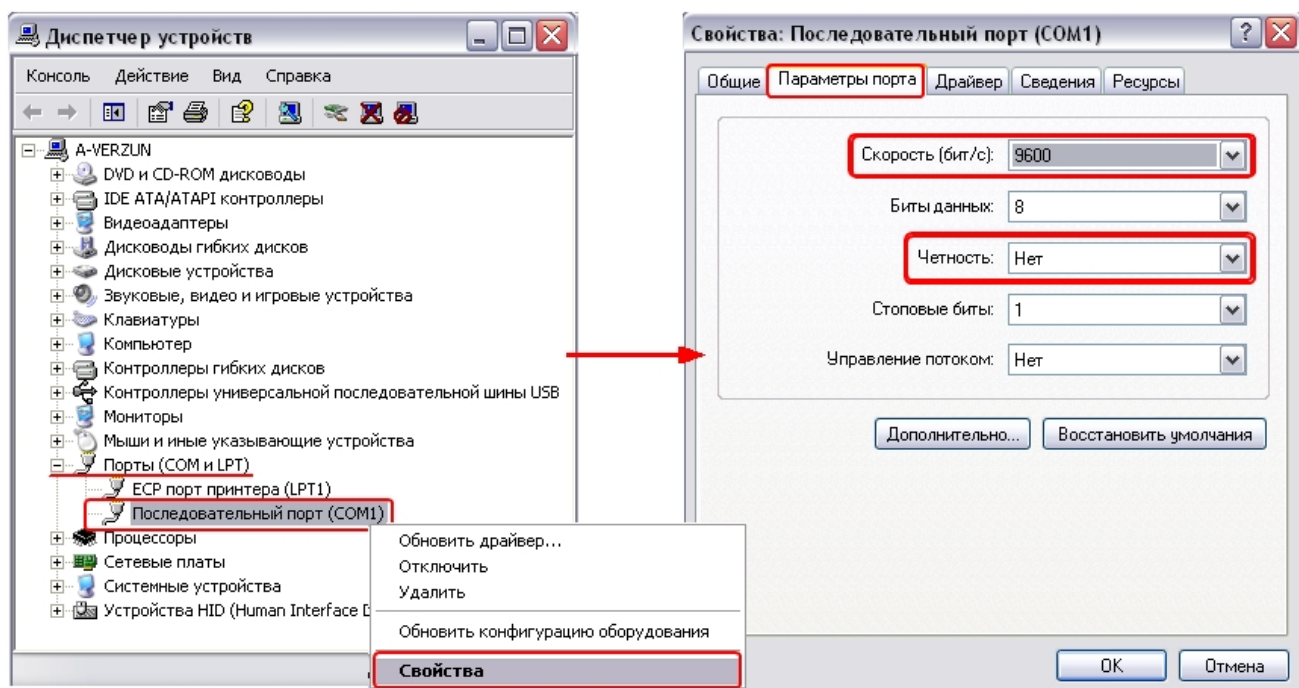 Диспетчер устройств
Консоль Действие Вид Справка
A-VERZUN
DVD и CD-ROM дисководы
IDE ATA/ATAPI контроллеры
Видеоадаптеры
Дисководы гибких дисков
Дисковые устройства
Звуковые, видео и игровые устройства
Клавиатуры
Компьютер
Контроллеры гибких дисков
Контроллеры универсальной последовательной шины USB
Мониторы
Мыши и иные указывающие устройства
Порты (COM и LPT)
ECP порт принтера (LPT1)
Последовательный порт (COM1)
Процессоры
Сетевые платы
Системные устройства
Устройства HID (Human Interface
Обновить драйвер...
Отключить
Удалить
Обновить конфигурацию оборудования
Свойства
Свойства: Последовательный порт (COM1)
Общие Параметры порта Драйвер Сведения Ресурсы
Скорость (бит/с): 9600
Биты данных: 8
Четность: Нет
Стоповые биты: 1
Управление потоком: Нет
Дополнительно... Восстановить умолчания
OK Отмена